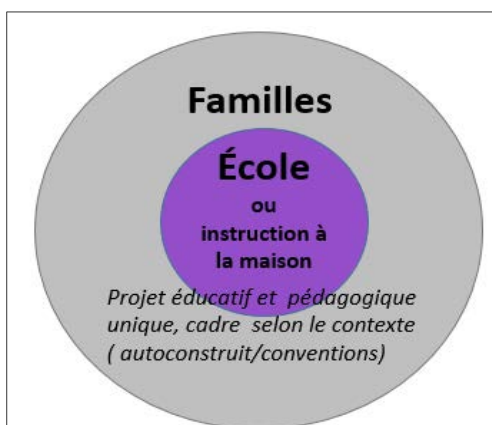 Familles
École
ou
instruction à
la maison
Projet éducatif et pédagogique
unique, cadre selon le contexte
( autoconstruit/conventions)